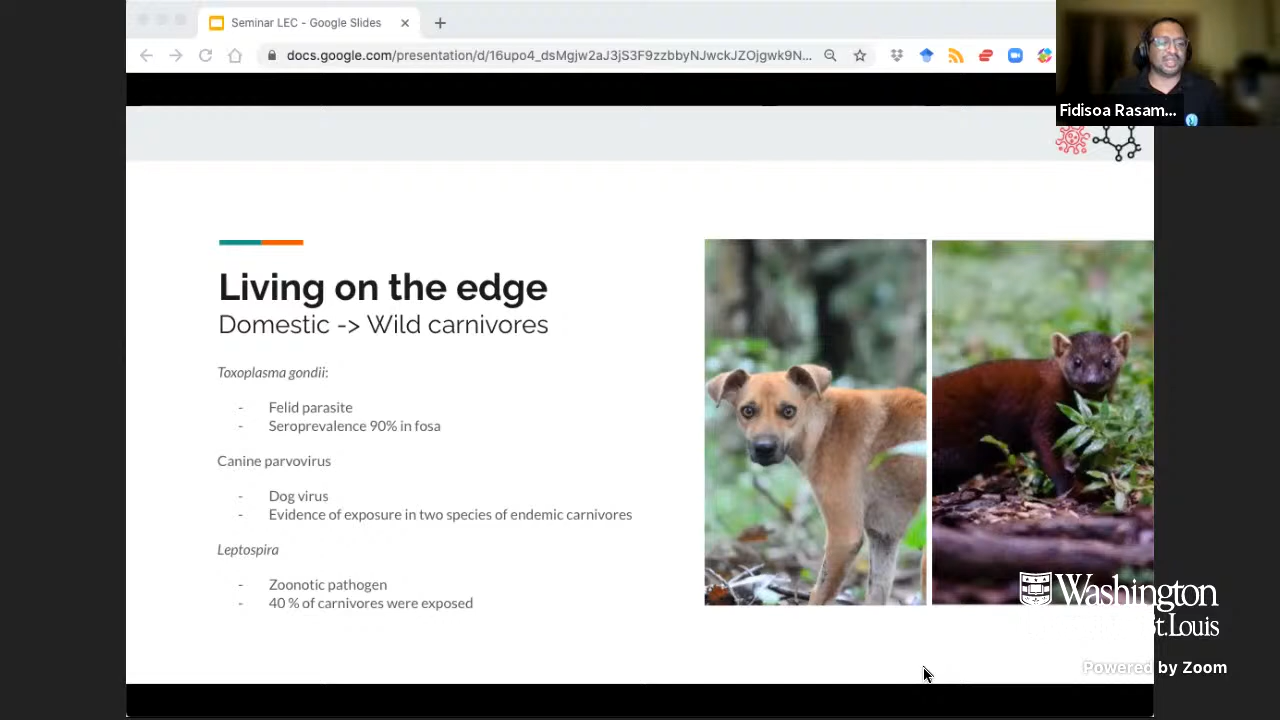 Seminar LEC - Google Slides
docs.google.com/presentation/d/16upo4_dsMgjw2aJ3jS3F9zzbbyNJwckJZOjgwk9N...
Fidisoa Rasam...
Living on the edge
Domestic -> Wild carnivores
Toxoplasma gondii:
- Felid parasite
- Seroprevalence 90% in fosa
Canine parvovirus
- Dog virus
- Evidence of exposure in two species of endemic carnivores
Leptospira
- Zoonotic pathogen
- 40 % of carnivores were exposed
Washington
St.Louis
Powered by Zoom